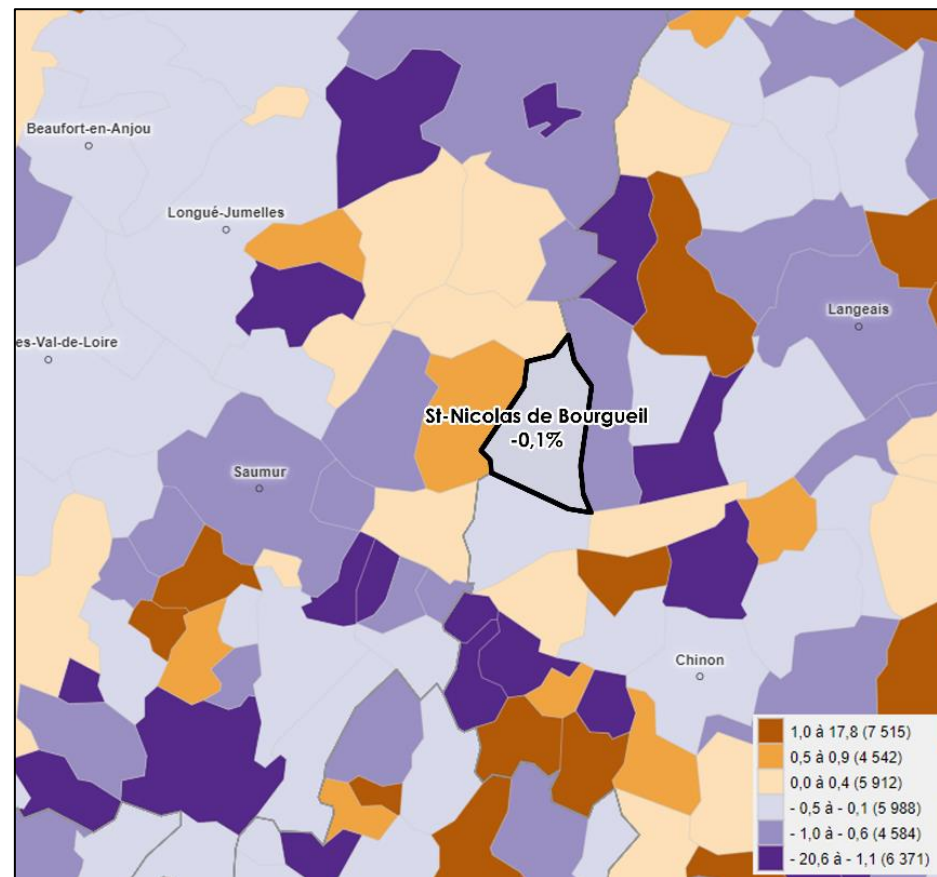 Beaufort-en-Anjou
Longué-Jumelles
Langeais
es-Val-de-Loire
St-Nicolas de Bourgueil
-0,1%
Saumur
Chinon
1,0 à 17,8 (7 515)
0,5 à 0,9 (4 542)
0,0 à 0,4 (5 912)
- 0,5 à - 0,1 (5 988)
- 1,0 à - 0,6 (4 584)
- 20,6 à - 1,1 (6 371)